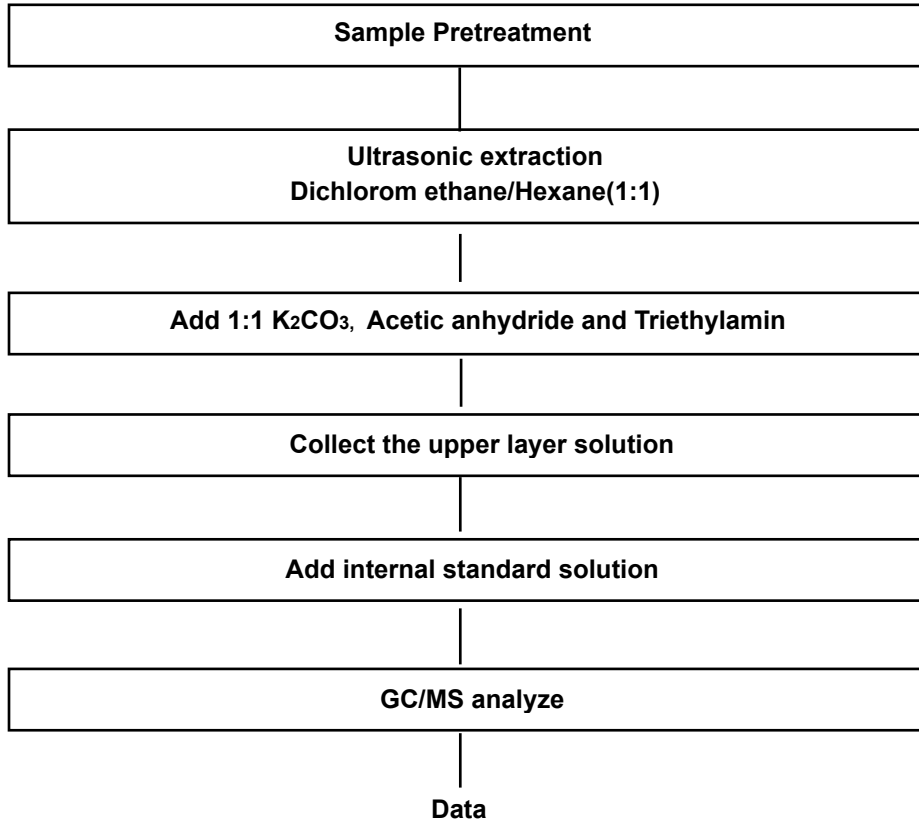 Sample Pretreatment
Ultrasonic extraction
Dichlorom ethane/Hexane(1:1)
Add 1:1 K₂CO₃, Acetic anhydride and Triethylamin
Collect the upper layer solution
Add internal standard solution
GC/MS analyze
Data